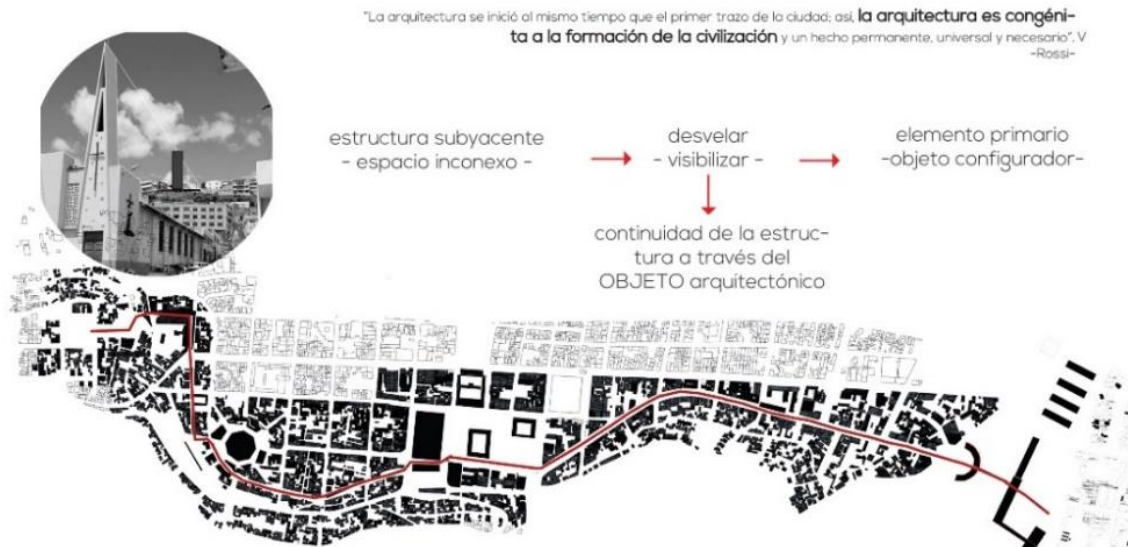 "La arquitectura se inició al mismo tiempo que el primer trazo de la ciudad; así, la arquitectura es congéni-
ta a la formación de la civilización y un hecho permanente, universal y necesario". V
-Rossi-
estructura subyacente
- espacio inconexo -
desvelar
- visibilizar -
elemento primario
-objeto configurador-
continuidad de la estruc-
tura a través del
OBJETO arquitectónico